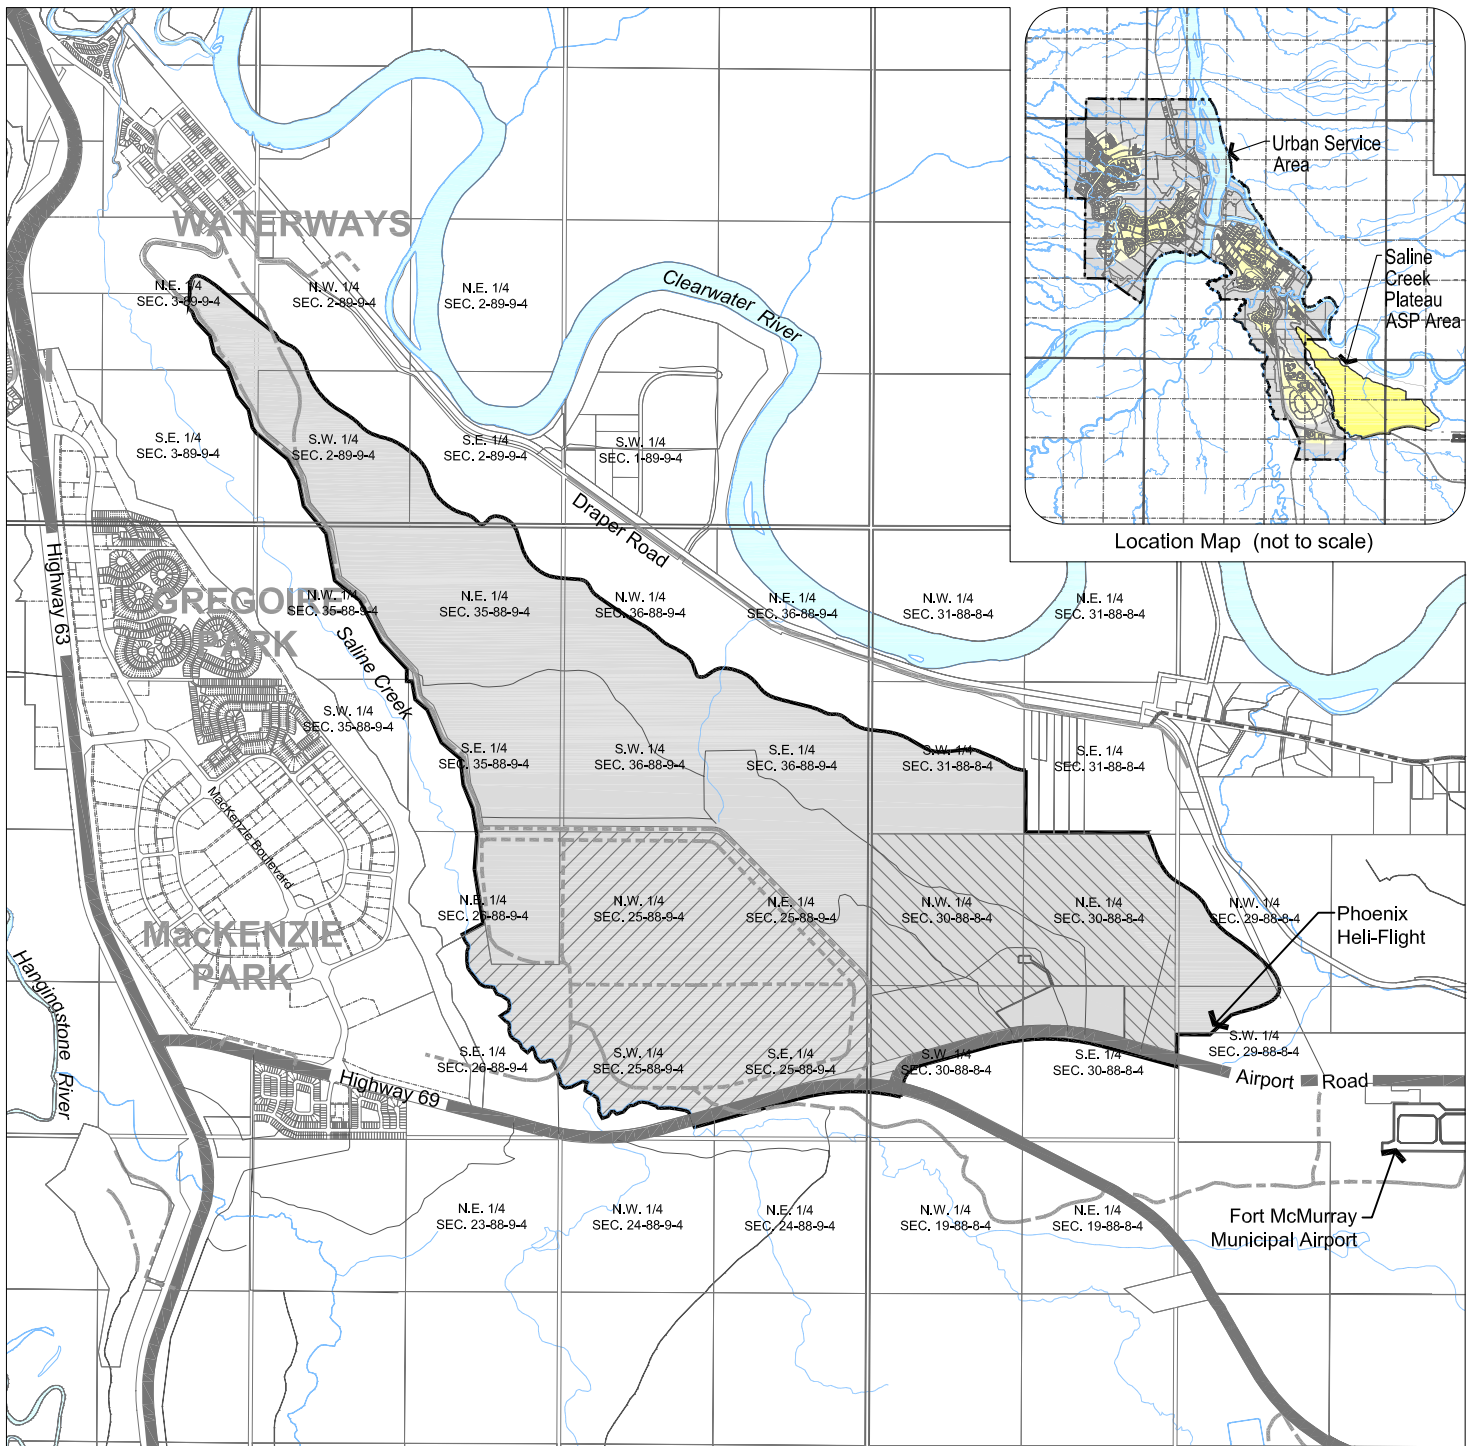 Urban Service
Area
Saline
Creek
Plateau
ASP Area
Location Map (not to scale)
WATERWAYS
N.E. 1/4
SEC. 3-89-9-4
N.W. 1/4
SEC. 2-89-9-4
N.E. 1/4
SEC. 2-89-9-4
Clearwater River
S.E. 1/4
SEC. 3-89-9-4
S.W. 1/4
SEC. 2-89-9-4
S.E. 1/4
SEC. 2-89-9-4
S.W. 1/4
SEC. 1-89-9-4
Draper Road
Highway 63
GREGOIRE
PARK
Saline Creek
N.W. 1/4
SEC. 35-88-9-4
N.E. 1/4
SEC. 35-88-9-4
N.W. 1/4
SEC. 36-88-9-4
N.E. 1/4
SEC. 36-88-9-4
N.W. 1/4
SEC. 31-88-8-4
N.E. 1/4
SEC. 31-88-8-4
S.W. 1/4
SEC. 35-88-9-4
S.E. 1/4
SEC. 35-88-9-4
S.W. 1/4
SEC. 36-88-9-4
S.E. 1/4
SEC. 36-88-9-4
S.W. 1/4
SEC. 31-88-8-4
S.E. 1/4
SEC. 31-88-8-4
MacKenzie Boulevard
MacKENZIE
PARK
N.E. 1/4
SEC. 26-88-9-4
N.W. 1/4
SEC. 25-88-9-4
N.E. 1/4
SEC. 25-88-9-4
N.W. 1/4
SEC. 30-88-8-4
N.E. 1/4
SEC. 30-88-8-4
N.W. 1/4
SEC. 29-88-8-4
Phoenix
Heli-Flight
Hangingstone River
S.E. 1/4
SEC. 26-88-9-4
S.W. 1/4
SEC. 25-88-9-4
S.E. 1/4
SEC. 25-88-9-4
S.W. 1/4
SEC. 30-88-8-4
S.E. 1/4
SEC. 30-88-8-4
S.W. 1/4
SEC. 29-88-8-4
Highway 69
Airport Road
N.E. 1/4
SEC. 23-88-9-4
N.W. 1/4
SEC. 24-88-9-4
N.E. 1/4
SEC. 24-88-9-4
N.W. 1/4
SEC. 19-88-8-4
N.E. 1/4
SEC. 19-88-8-4
Fort McMurray
Municipal Airport